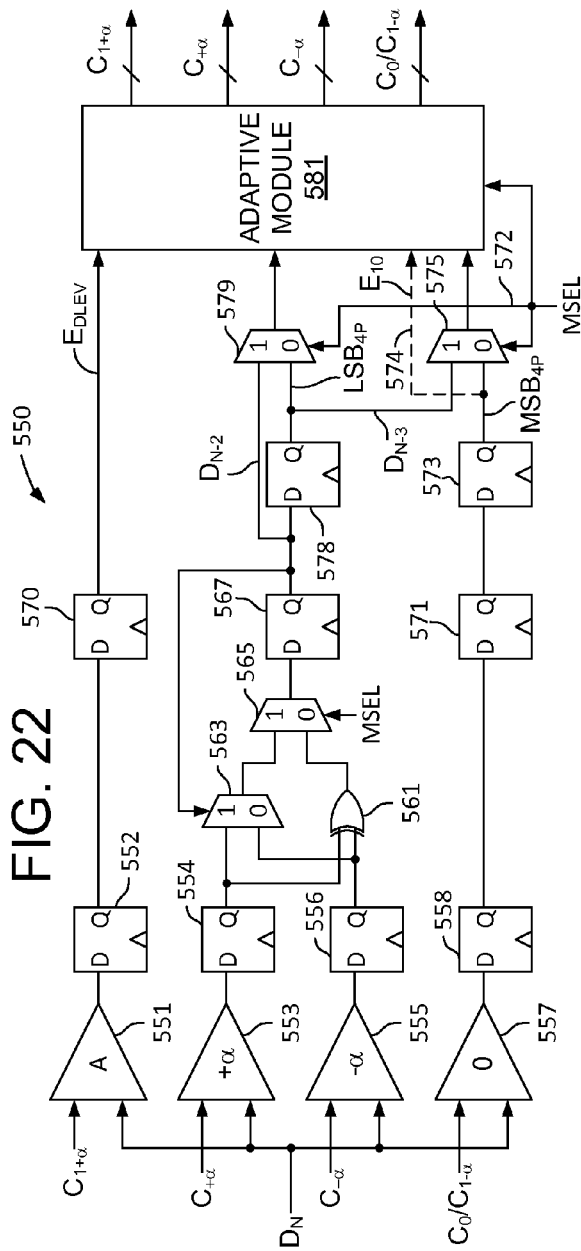 FIG. 22
550
C1+α
A
551
D Q
552
D Q
570
EDLEV
C1+α
C+α
+α
553
D Q
554
563
1
0
565
1
0
MSEL
D Q
567
DN-2
D Q
578
LSB4P
579
1
0
ADAPTIVE
MODULE
581
C+α
C-α
C0/C1-α
DN
C-α
-α
555
D Q
556
561
DN-3
574
E10
575
1
0
572
MSEL
C0/C1-α
0
557
D Q
558
D Q
571
D Q
573
MSB4P